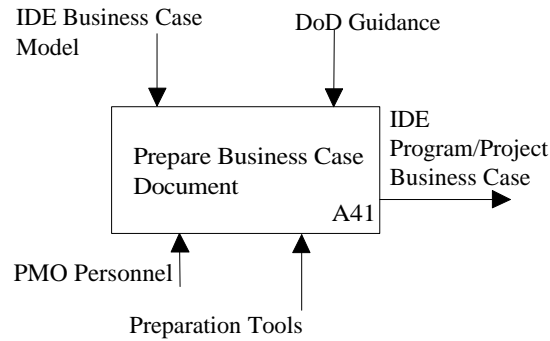 IDE Business Case
Model
DoD Guidance
IDE
Program/Project
Business Case
Prepare Business Case
Document
A41
PMO Personnel
Preparation Tools